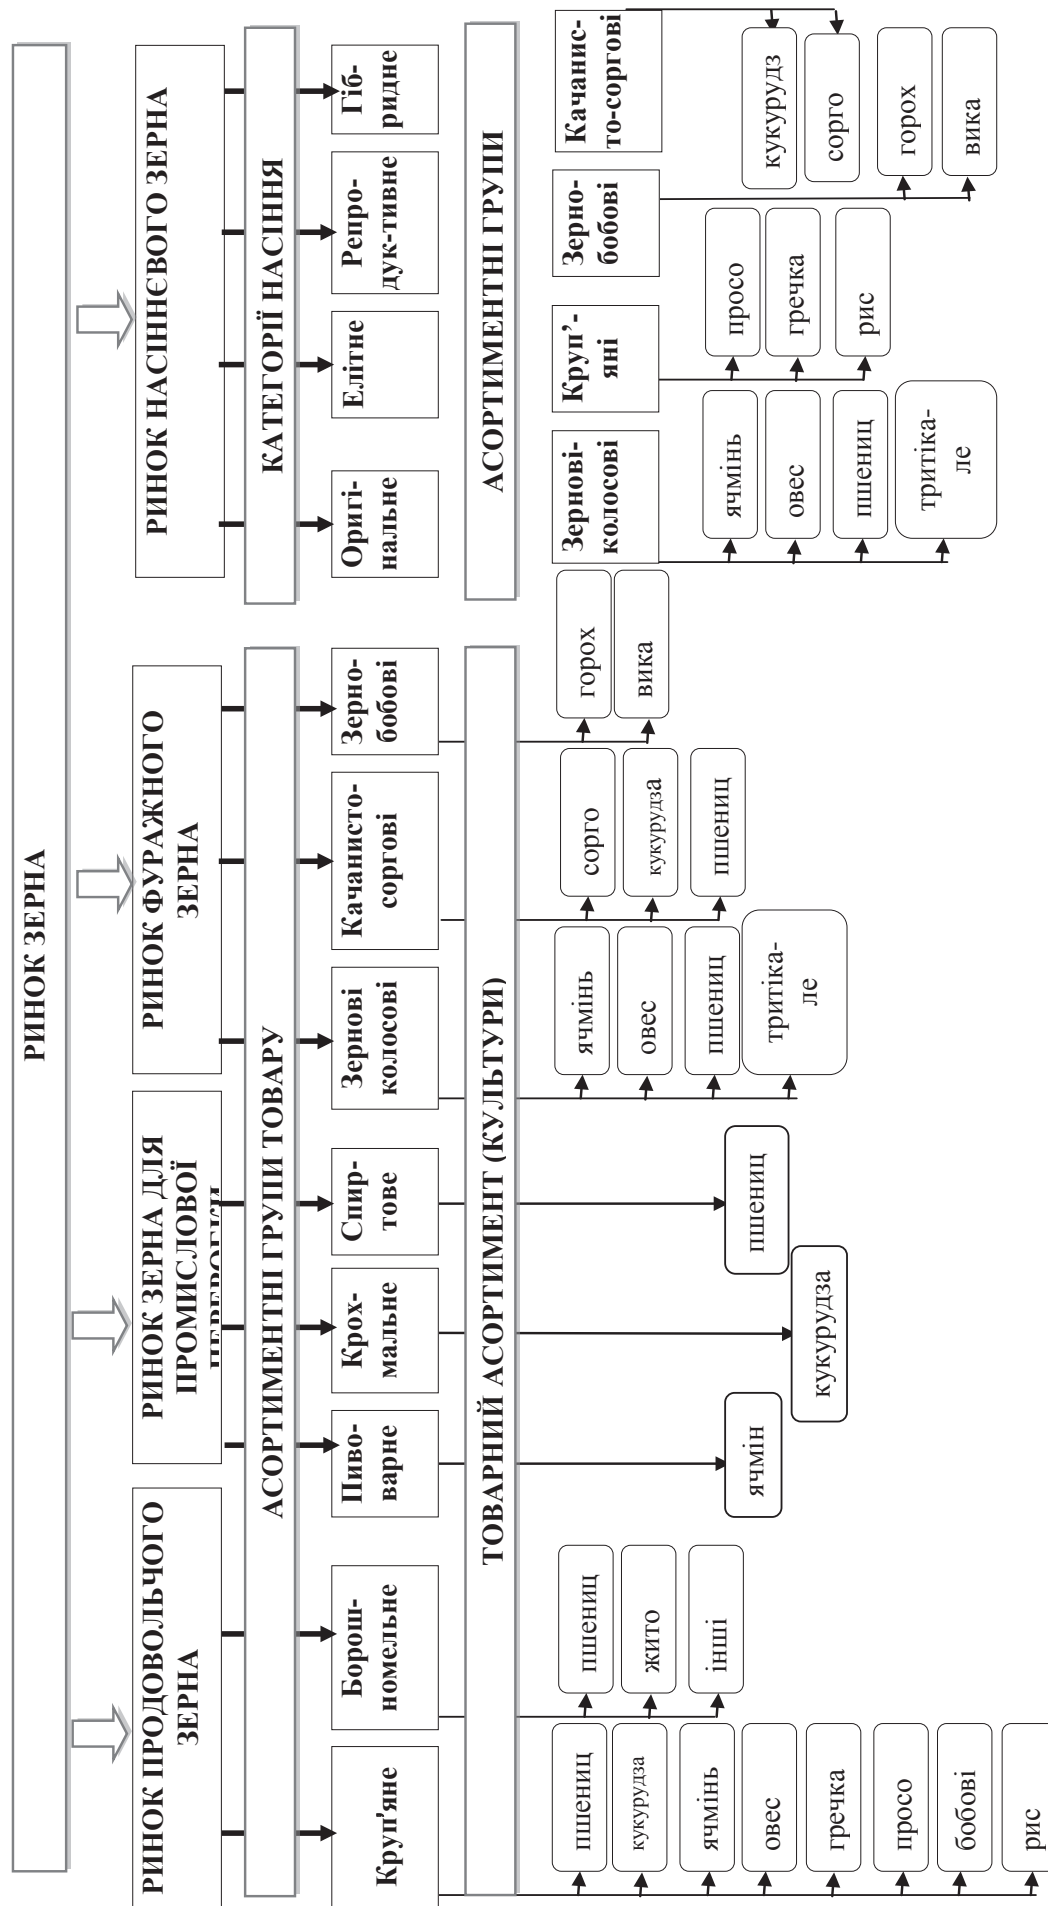 РИНОК ЗЕРНА
РИНОК ПРОДОВОЛЬЧОГО
ЗЕРНА
РИНОК ЗЕРНА ДЛЯ
ПРОМИСЛОВОЇ
ПЕРЕРОБКИ
РИНОК ФУРАЖНОГО
ЗЕРНА
РИНОК НАСІННЄВОГО ЗЕРНА
АСОРТИМЕНТНІ ГРУПИ ТОВАРУ
КАТЕГОРІЇ НАСІННЯ
Круп'яне
Борош-
номельне
Пиво-
варне
Крох-
мальне
Спир-
тове
Зернові
колосові
Качанисто-
соргові
Зерно-
бобові
Оригі-
нальне
Елітне
Репро-
дук-тивне
Гіб-
ридне
ТОВАРНИЙ АСОРТИМЕНТ (КУЛЬТУРИ)
АСОРТИМЕНТНІ ГРУПИ
пшениц
кукурудза
ячмінь
овес
гречка
просо
бобові
рис
пшениц
жито
інші
ячмін
кукурудза
пшениц
ячмінь
овес
пшениц
тритіка-
ле
сорго
кукурудза
пшениц
горох
вика
Зернові-
колосові
Круп’-
яні
Зерно-
бобові
Качанис-
то-соргові
ячмінь
овес
пшениц
тритіка-
ле
просо
гречка
рис
горох
вика
кукурудз
сорго